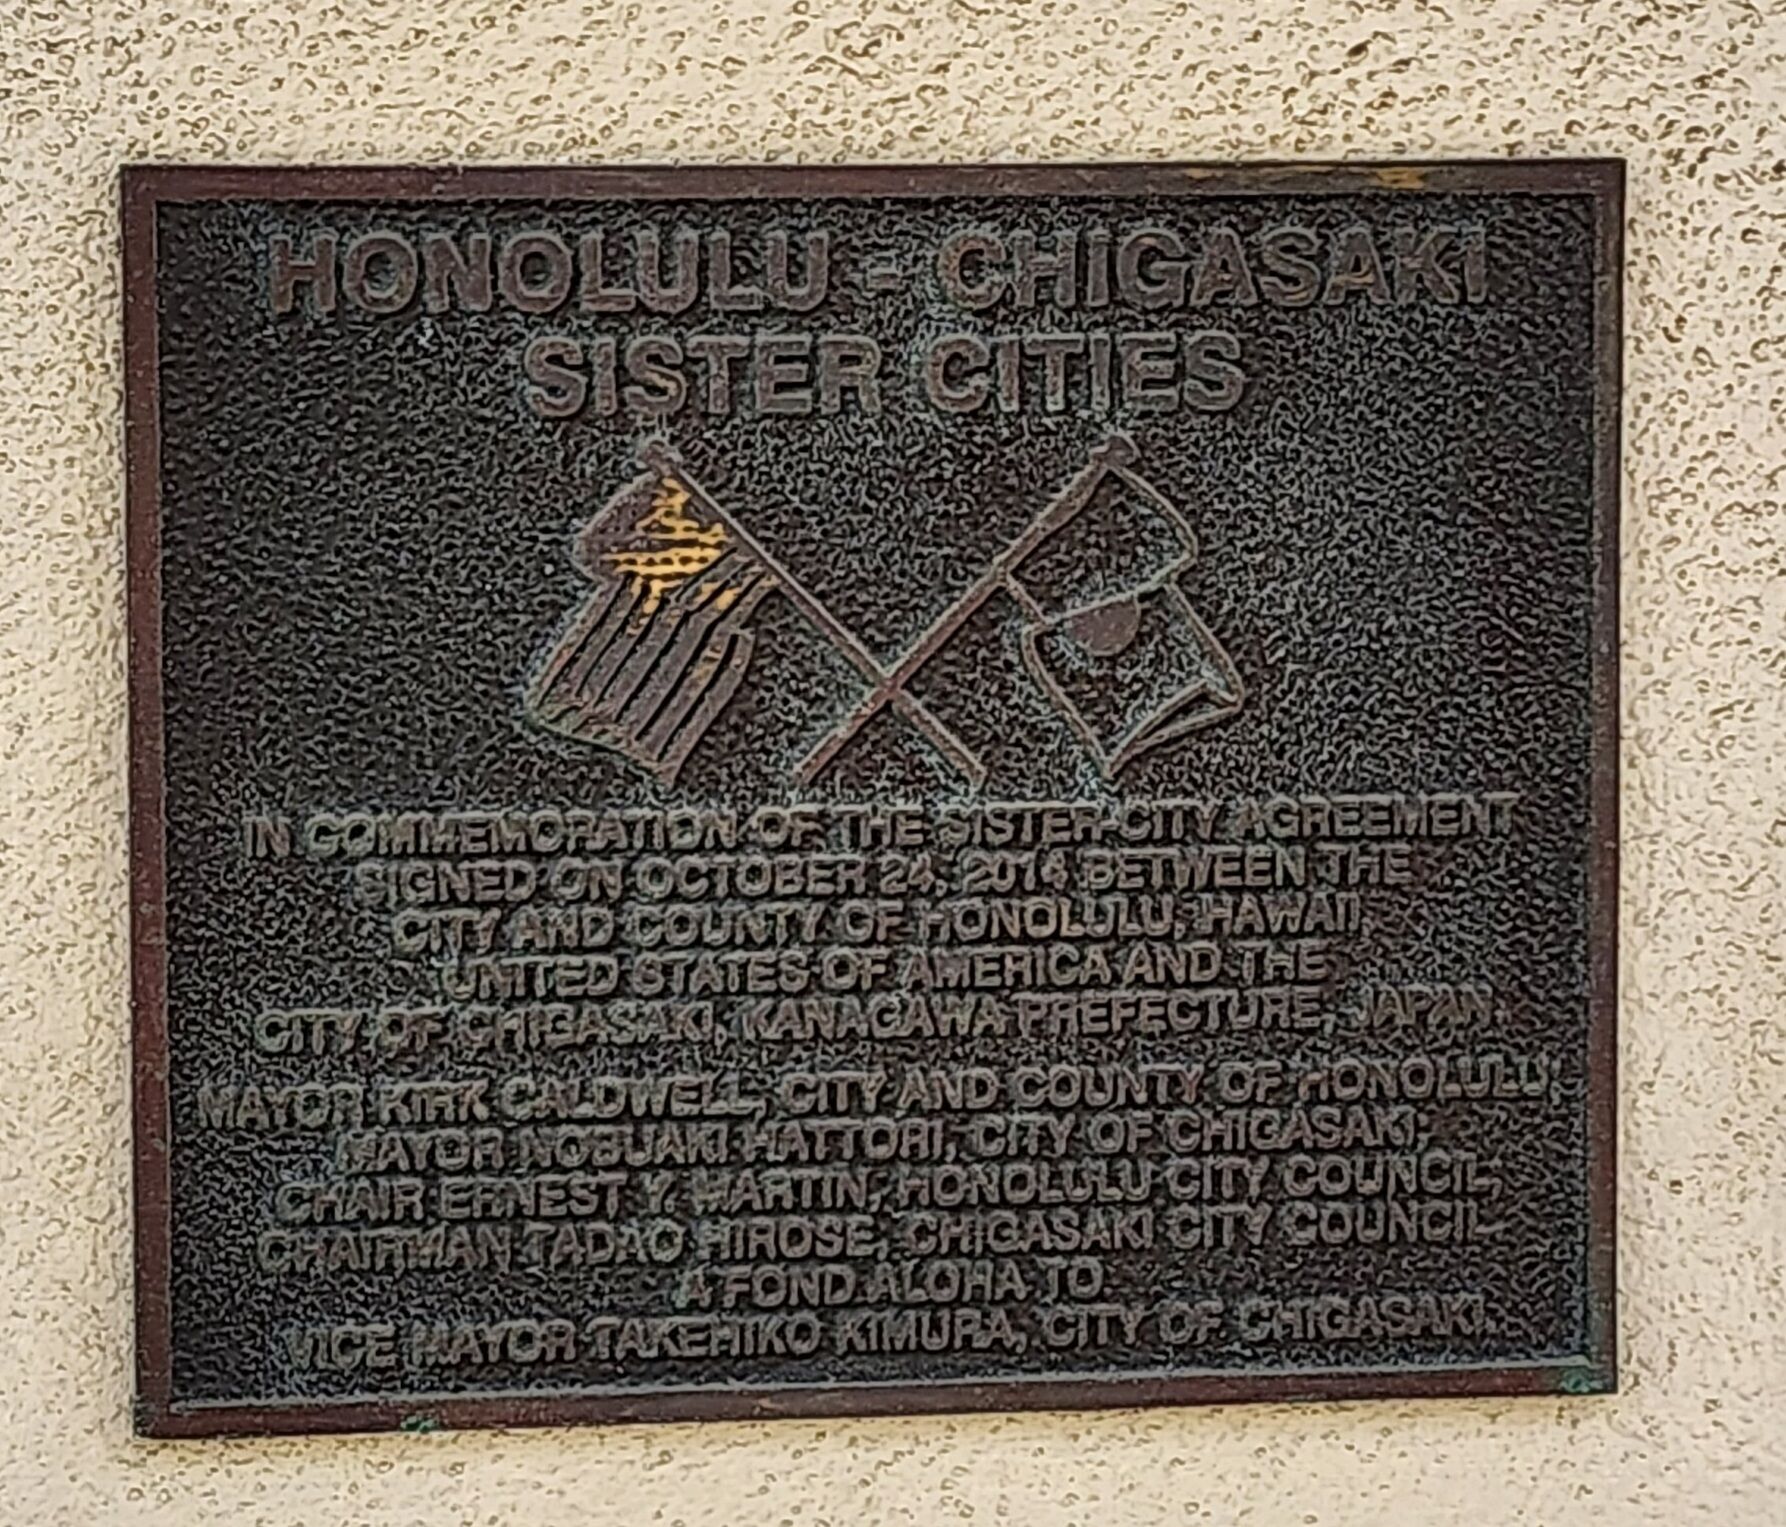 HONOLULU - CHIGASAKI
SISTER CITIES
IN COMMEMORATION OF THE SISTER-CITY AGREEMENT
SIGNED ON OCTOBER 24, 2014 BETWEEN THE
CITY AND COUNTY OF HONOLULU, HAWAII
UNITED STATES OF AMERICA AND THE
CITY OF CHIGASAKI, KANAGAWA PREFECTURE, JAPAN
MAYOR KIRK CALDWELL, CITY AND COUNTY OF HONOLULU,
MAYOR NOBUAKI HATTORI, CITY OF CHIGASAKI,
CHAIR ERNEST Y. MARTIN, HONOLULU CITY COUNCIL,
CHAIRMAN TADAO HIROSE, CHIGASAKI CITY COUNCIL
A FOND ALOHA TO
VICE MAYOR TAKEHIKO KIMURA, CITY OF CHIGASAKI